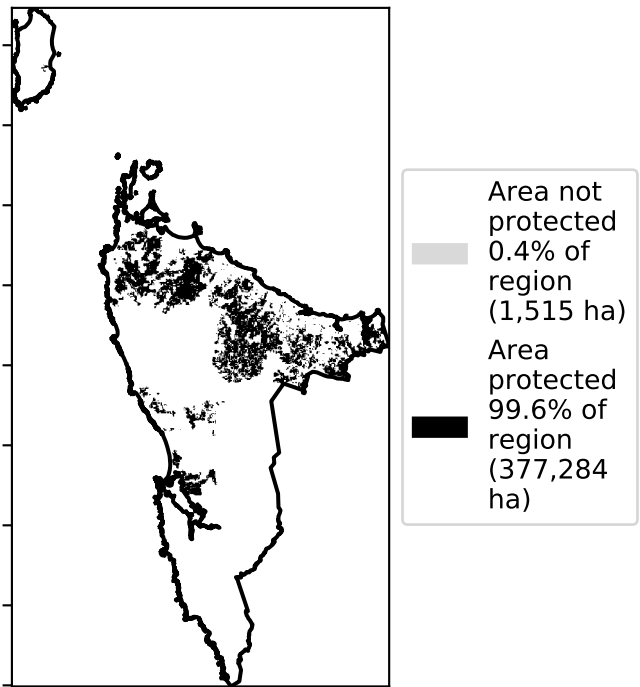 Area not
protected
0.4% of
region
(1,515 ha)
Area
protected
99.6% of
region
(377,284
ha)